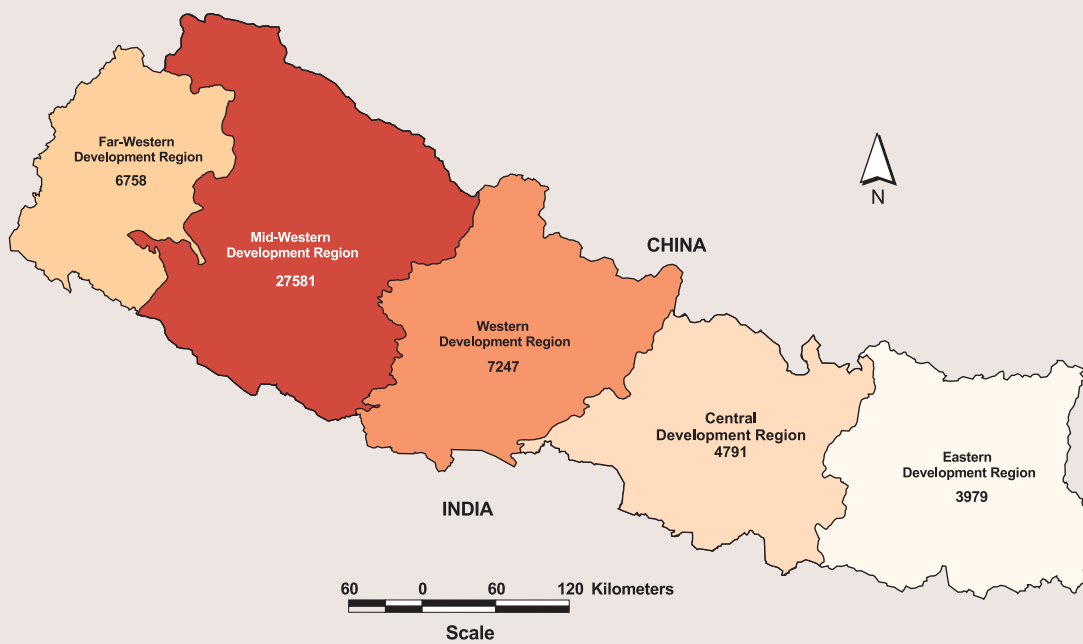 Far-Western
Development Region
6758
Mid-Western
Development Region
27581
CHINA
N
Western
Development Region
7247
Central
Development Region
4791
Eastern
Development Region
3979
INDIA
60 0 60 120 Kilometers
Scale